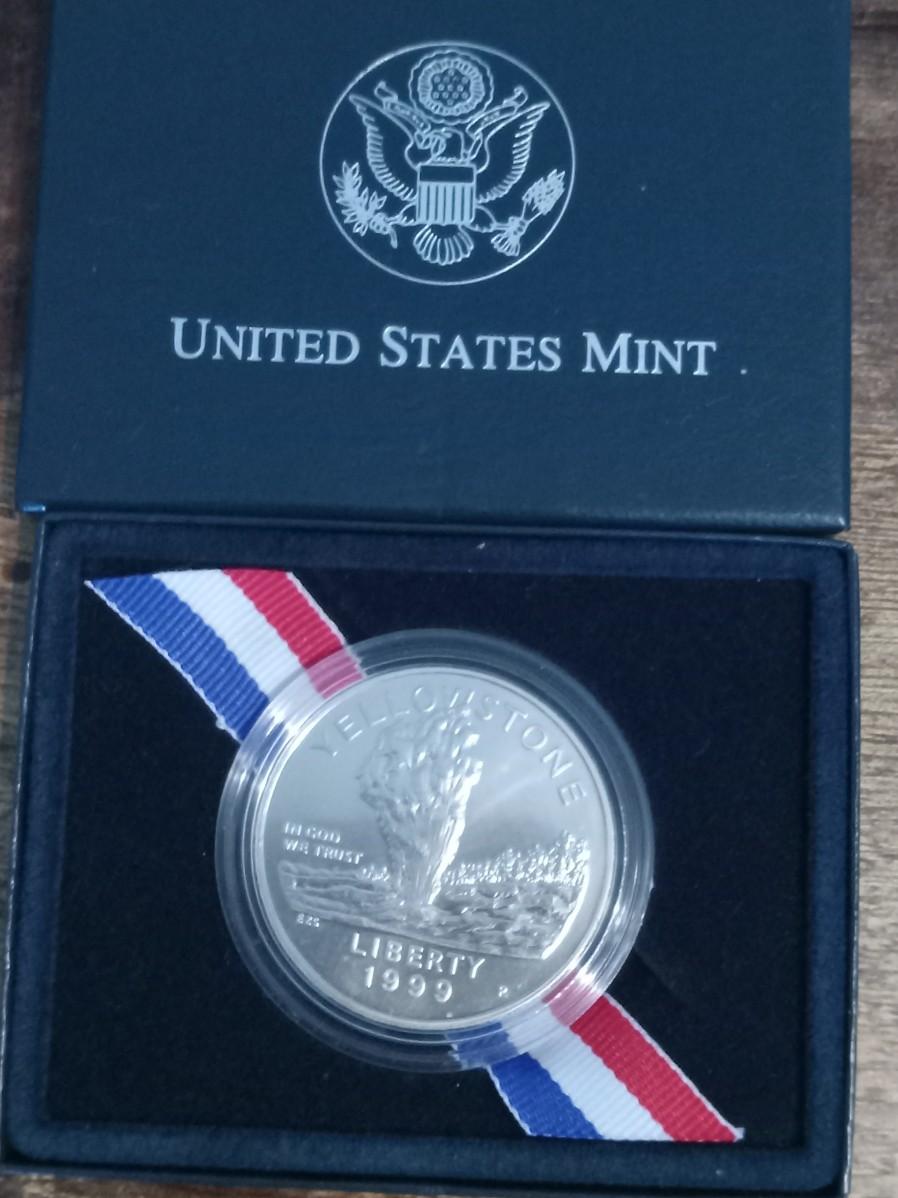 UNITED STATES MINT
YELLOWSTONE
IN GOD
WE TRUST
LIBERTY
1999
P